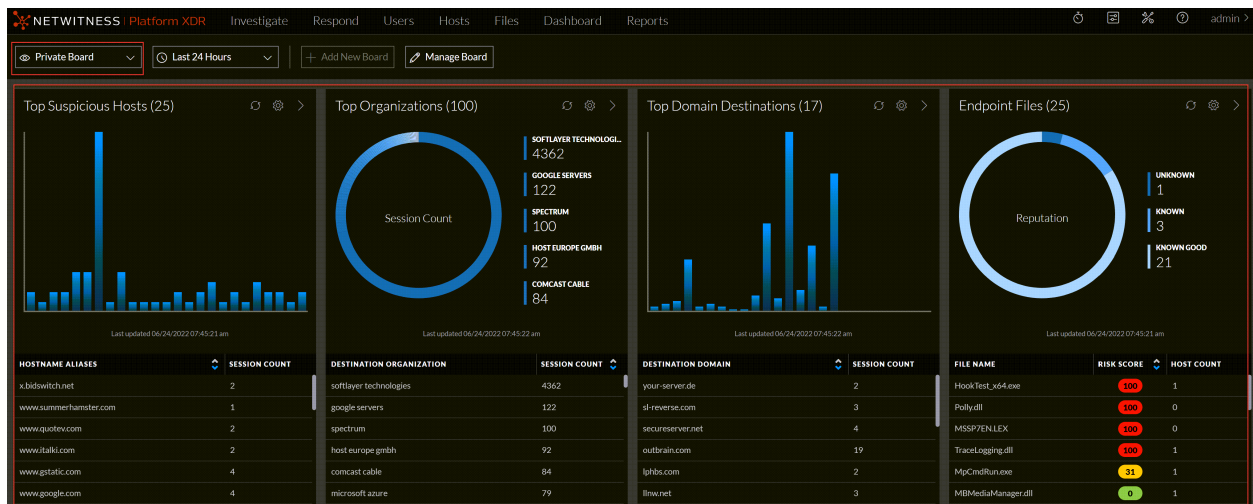 NETWITNESS Platform XDR Investigate Respond Users Hosts Files Dashboard Reports admin
Private Board Last 24 Hours Add New Board Manage Board
Top Suspicious Hosts (25)
Last updated 06/24/2022 07:45:21 am
HOSTNAME ALIASES SESSION COUNT
x.bidswitch.net 2
www.summerhamster.com 1
www.quotev.com 2
www.italki.com 2
www.gstatic.com 4
www.google.com 4
Top Organizations (100)
Session Count
SOFTLAYER TECHNOLOGI...
4362
GOOGLE SERVERS
122
SPECTRUM
100
HOST EUROPE GMBH
92
COMCAST CABLE
84
Last updated 06/24/2022 07:45:22 am
DESTINATION ORGANIZATION SESSION COUNT
softlayer technologies 4362
google servers 122
spectrum 100
host europe gmbh 92
comcast cable 84
microsoft azure 79
Top Domain Destinations (17)
Last updated 06/24/2022 07:45:22 am
DESTINATION DOMAIN SESSION COUNT
your-server.de 2
sl-reverse.com 3
secureserver.net 4
outbrain.com 19
lphbs.com 2
llnw.net 3
Endpoint Files (25)
Reputation
UNKNOWN
1
KNOWN
3
KNOWN GOOD
21
Last updated 06/24/2022 07:45:21 am
FILE NAME RISK SCORE HOST COUNT
HookTest_x64.exe 100 1
Polly.dll 100 0
MSSP7EN.LEX 100 0
TraceLogging.dll 100 1
MpCmdRun.exe 31 1
MBMediaManager.dll 0 1